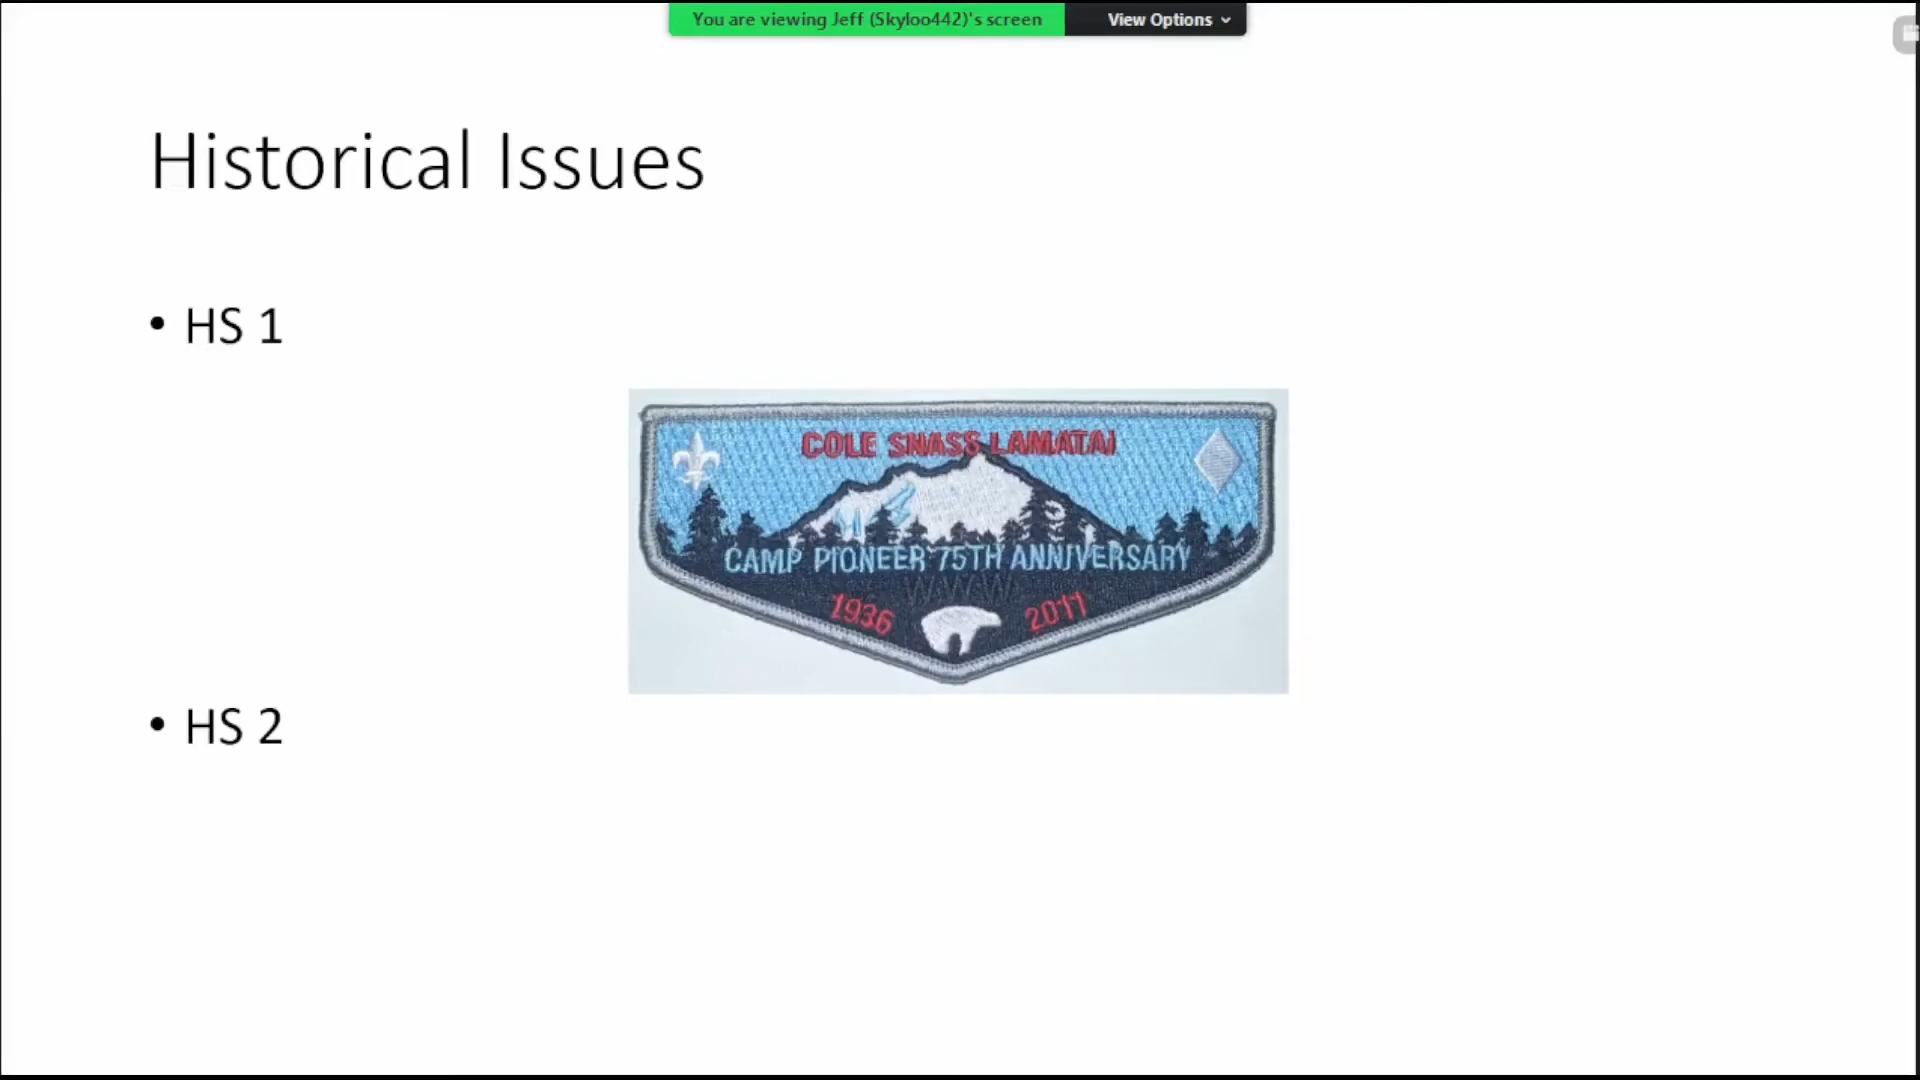 You are viewing Jeff (Skyloo442)'s screen
View Options
Historical Issues
• HS 1
COLE SNASS LAMATAI
CAMP PIONEER 75TH ANNIVERSARY
WWW
1936
2011
• HS 2